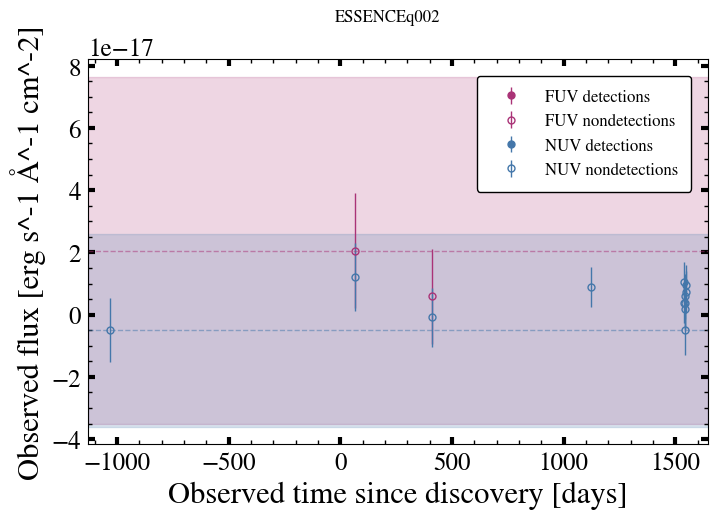 ESSENCEq002
1e−17
Observed flux [erg s^-1 Å^-1 cm^-2]
8
6
4
2
0
−2
−4
FUV detections
FUV nondetections
NUV detections
NUV nondetections
−1000 −500 0 500 1000 1500
Observed time since discovery [days]